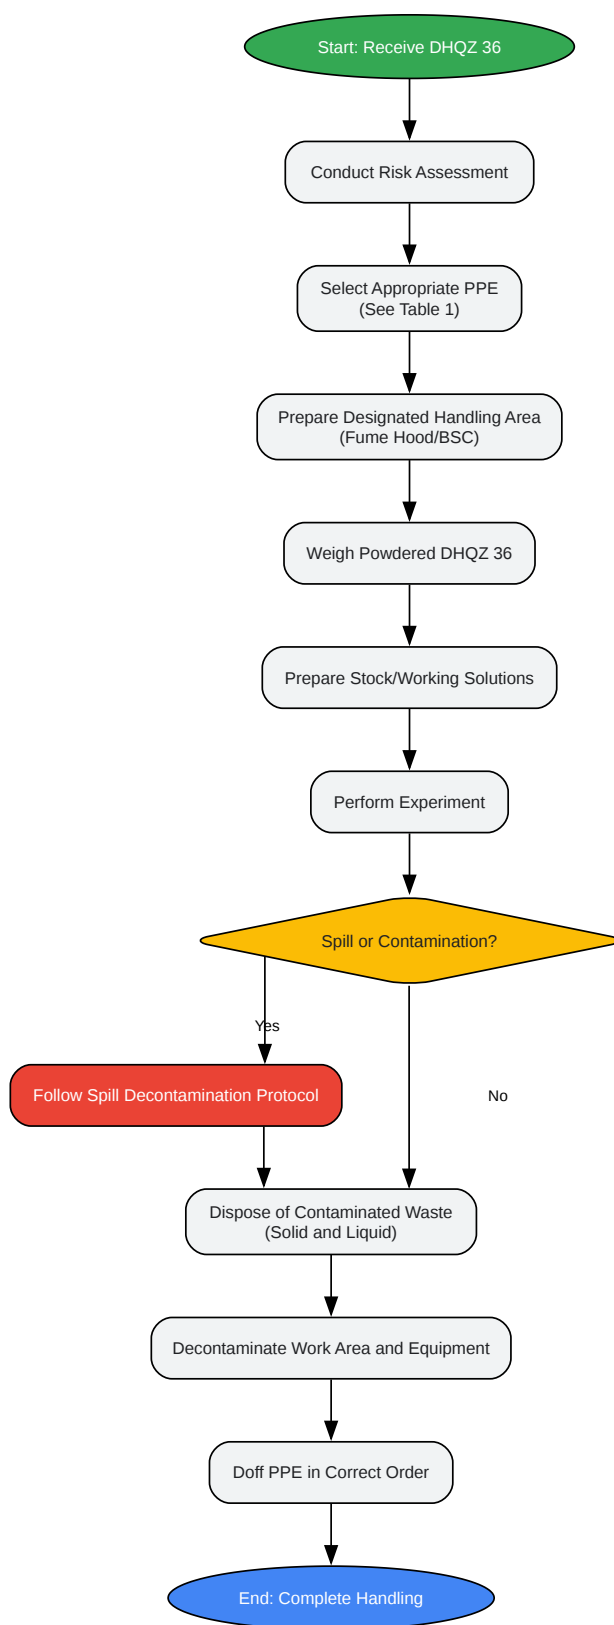 Start: Receive DHQZ 36
Conduct Risk Assessment
Select Appropriate PPE
(See Table 1)
Prepare Designated Handling Area
(Fume Hood/BSC)
Weigh Powdered DHQZ 36
Prepare Stock/Working Solutions
Perform Experiment
Spill or Contamination?
Yes
Follow Spill Decontamination Protocol
No
Dispose of Contaminated Waste
(Solid and Liquid)
Decontaminate Work Area and Equipment
Doff PPE in Correct Order
End: Complete Handling